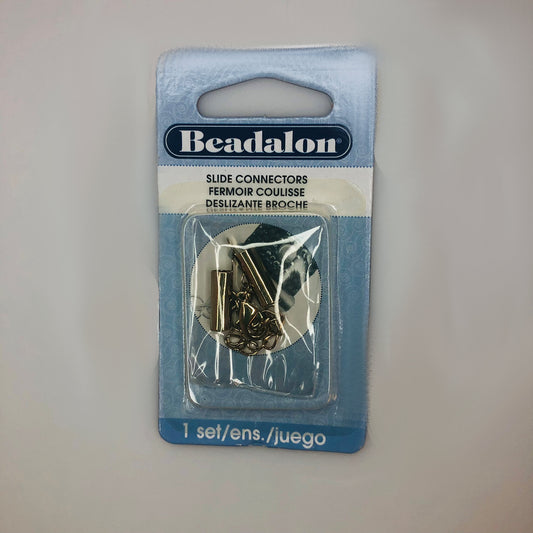 Beadalon®
SLIDE CONNECTORS
FERMOIR COULISSE
DESLIZANTE BROCHE
1 set/ens./juego